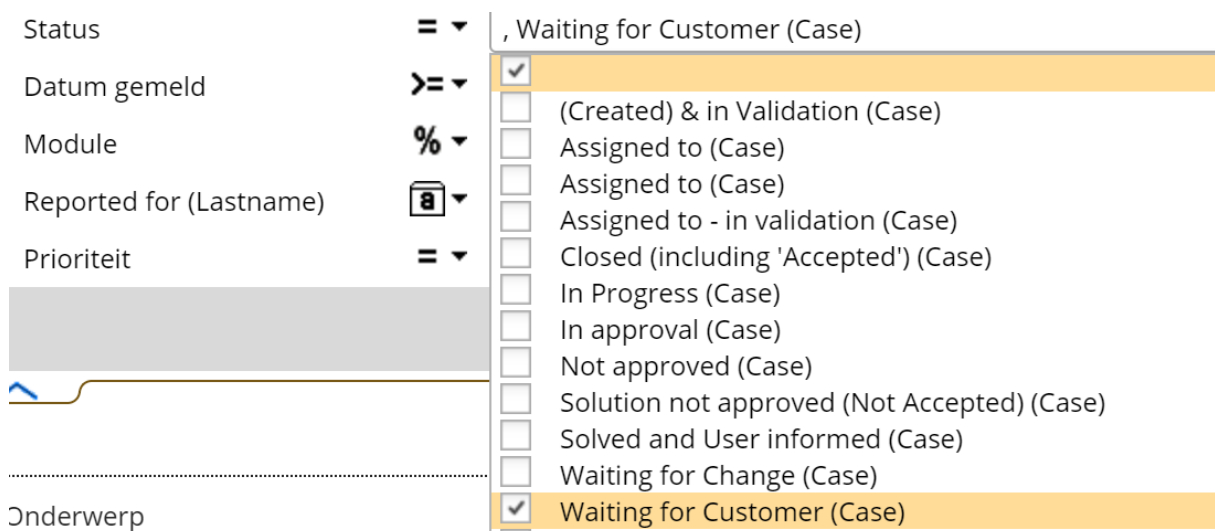 Status = , Waiting for Customer (Case)
Datum gemeld >=
(Created) & in Validation (Case)
Module %
Assigned to (Case)
Assigned to (Case)
Reported for (Lastname) a
Assigned to - in validation (Case)
Prioriteit =
Closed (including 'Accepted') (Case)
In Progress (Case)
In approval (Case)
Not approved (Case)
Solution not approved (Not Accepted) (Case)
Solved and User informed (Case)
Waiting for Change (Case)
Onderwerp
Waiting for Customer (Case)